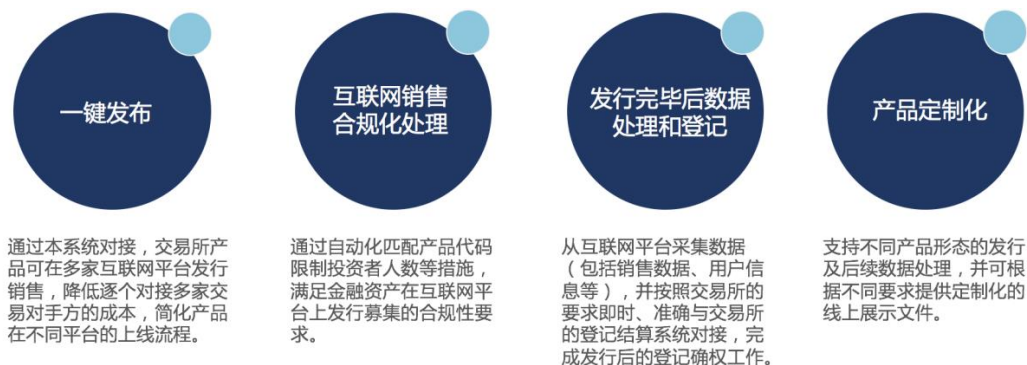 一键发布
通过本系统对接，交易所产
品可在多家互联网平台发行
销售，降低逐个对接多家交
易对手方的成本，简化产品
在不同平台的上线流程。
互联网销售
合规化处理
通过自动化匹配产品代码
限制投资者人数等措施，
满足金融资产在互联网平
台上发行募集的合规性要
求。
发行完毕后数据
处理和登记
从互联网平台采集数据
（包括销售数据、用户信
息等），并按照交易所的
要求即时、准确与交易所
的登记结算系统对接，完
成发行后的登记确权工作。
产品定制化
支持不同产品形态的发行
及后续数据处理，并可根
据不同要求提供定制化的
线上展示文件。